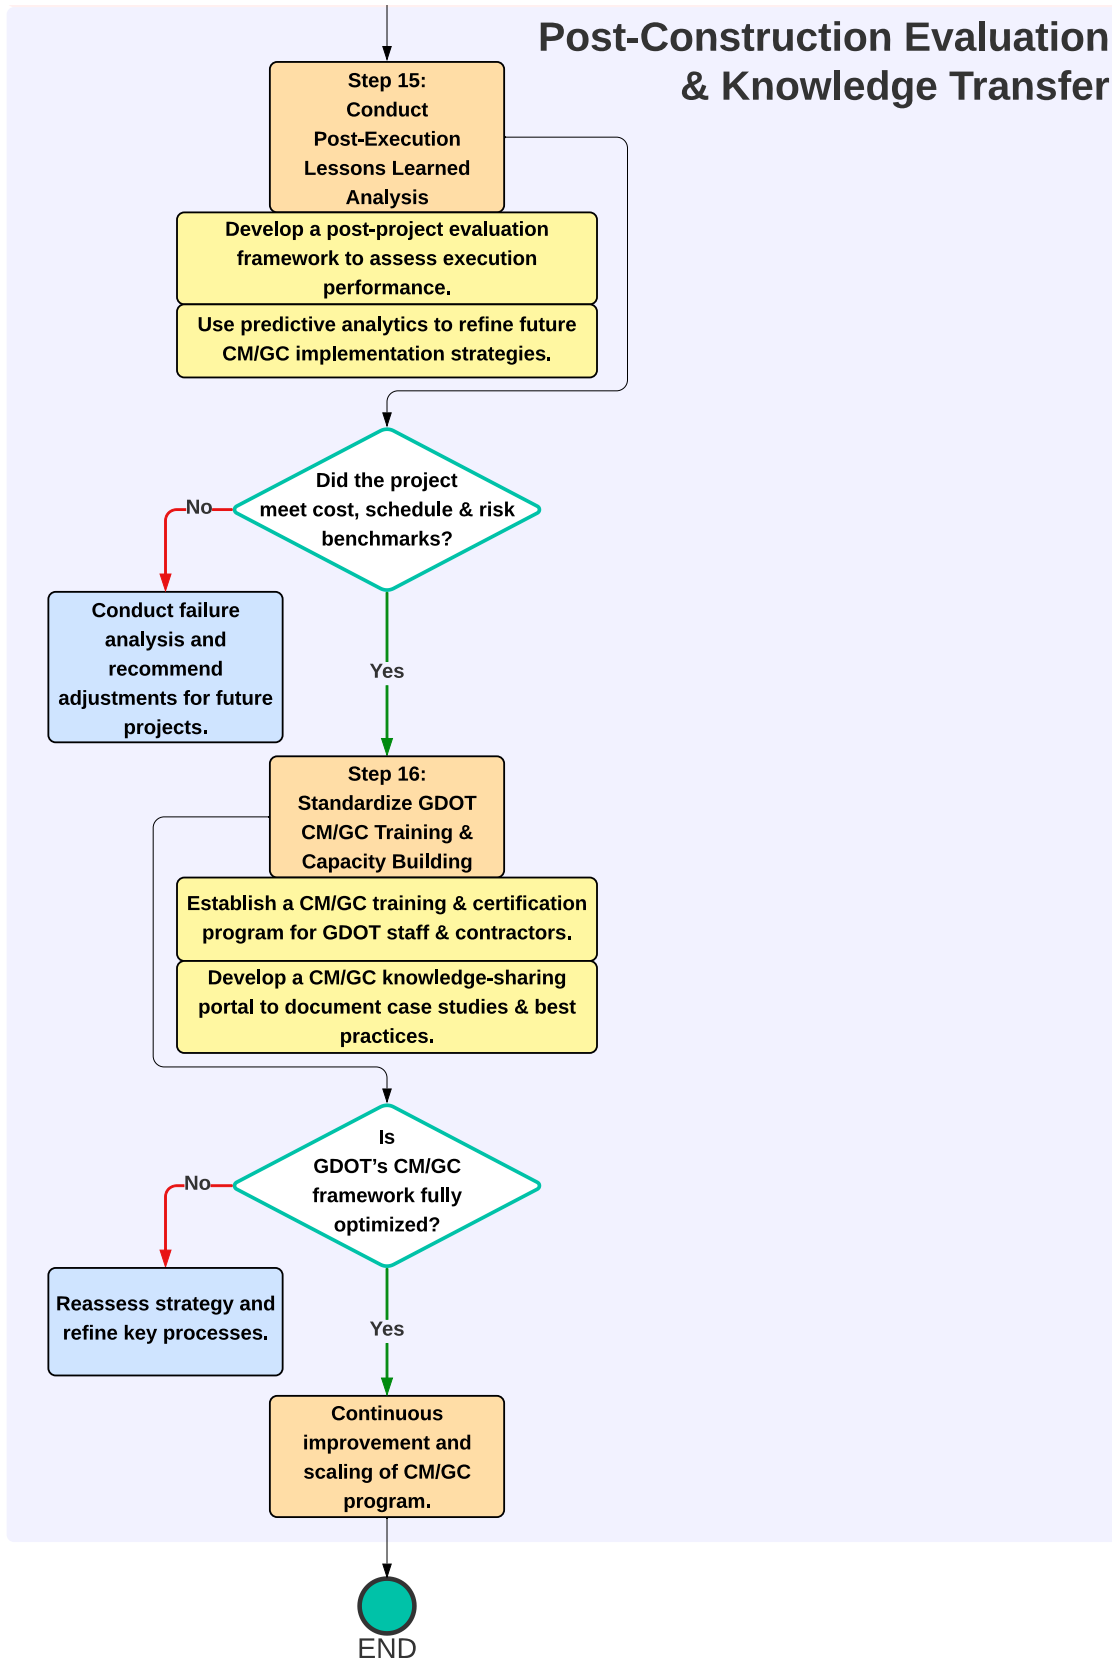 Post-Construction Evaluation
& Knowledge Transfer
Step 15:
Conduct
Post-Execution
Lessons Learned
Analysis
Develop a post-project evaluation
framework to assess execution
performance.
Use predictive analytics to refine future
CM/GC implementation strategies.
Did the project
meet cost, schedule & risk
benchmarks?
No
Conduct failure
analysis and
recommend
adjustments for future
projects.
Yes
Step 16:
Standardize GDOT
CM/GC Training &
Capacity Building
Establish a CM/GC training & certification
program for GDOT staff & contractors.
Develop a CM/GC knowledge-sharing
portal to document case studies & best
practices.
Is
GDOT’s CM/GC
framework fully
optimized?
No
Reassess strategy and
refine key processes.
Yes
Continuous
improvement and
scaling of CM/GC
program.
END